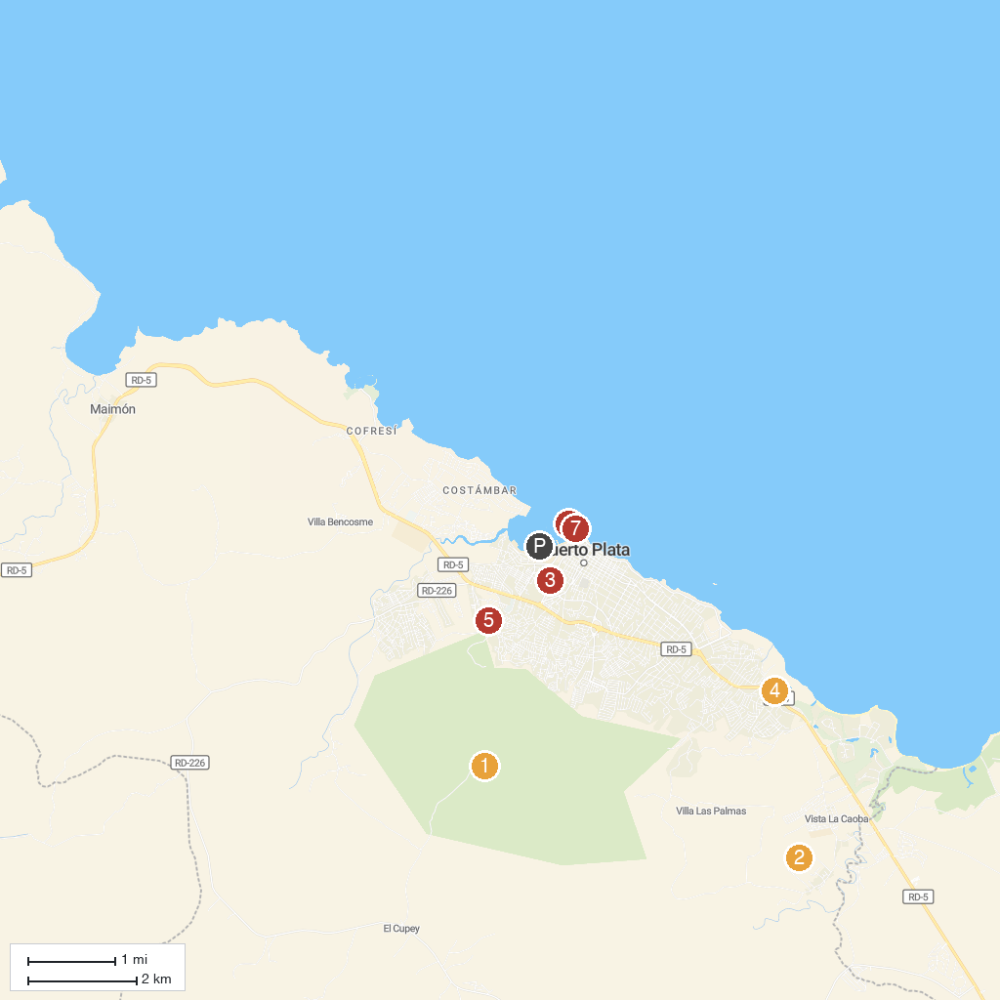 RD-5
Maimón
COFRESÍ
COSTÁMBAR
Villa Bencosme
7
P
uerto Plata
RD-5
RD-5
3
RD-226
5
RD-5
4
RD-226
1
Villa Las Palmas
Vista La Caoba
2
RD-5
El Cupey
1 mi
2 km